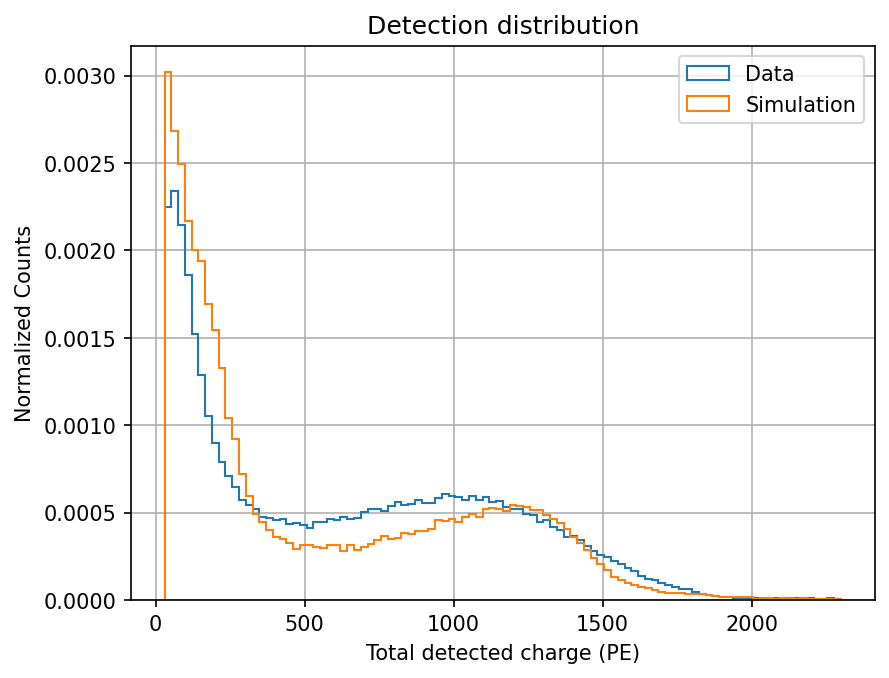 Detection distribution
Data
Simulation
Normalized Counts
0.0030
0.0025
0.0020
0.0015
0.0010
0.0005
0.0000
0 500 1000 1500 2000
Total detected charge (PE)